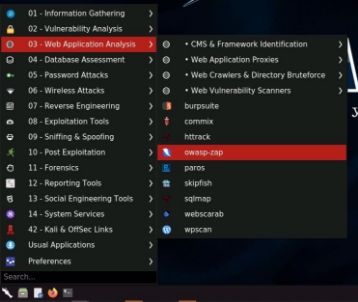 01 - Information Gathering
02 - Vulnerability Analysis
03 - Web Application Analysis
04 - Database Assessment
05 - Password Attacks
06 - Wireless Attacks
07 - Reverse Engineering
08 - Exploitation Tools
09 - Sniffing & Spoofing
10 - Post Exploitation
11 - Forensics
12 - Reporting Tools
13 - Social Engineering Tools
14 - System Services
42 - Kali & OffSec Links
Usual Applications
Preferences
Search...
• CMS & Framework Identification
• Web Application Proxies
• Web Crawlers & Directory Bruteforce
• Web Vulnerability Scanners
burpsuite
commix
httrack
owasp-zap
paros
skipfish
sqlmap
webscarab
wpscan